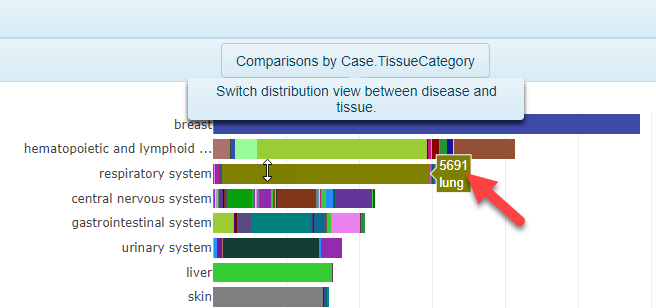 Comparisons by Case.TissueCategory
Switch distribution view between disease and
tissue.
breast
hematopoietic and lymphoid ...
respiratory system
5691
lung
central nervous system
gastrointestinal system
urinary system
liver
skin